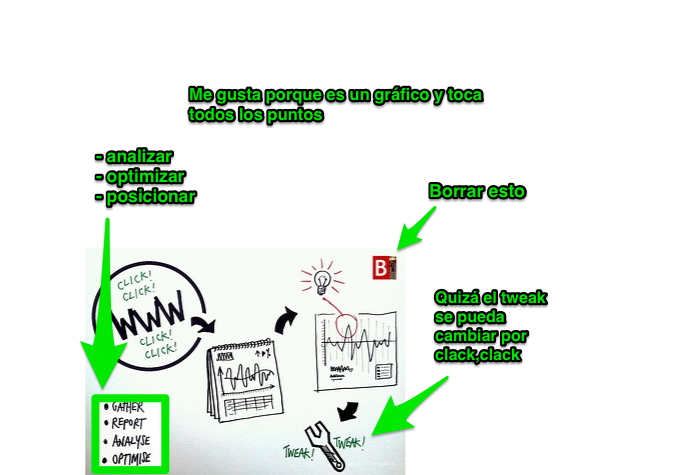 Me gusta porque es un gráfico y toca
todos los puntos
- analizar
- optimizar
- posicionar
Borrar esto
B
CLICK!
CLICK!
WWW
CLICK!
CLICK!
WWW
Quizá el tweak
se pueda
cambiar por
clack,clack
• GATHER
• REPORT
• ANALYSE
• OPTIMISE
TWEAK!
TWEAK!